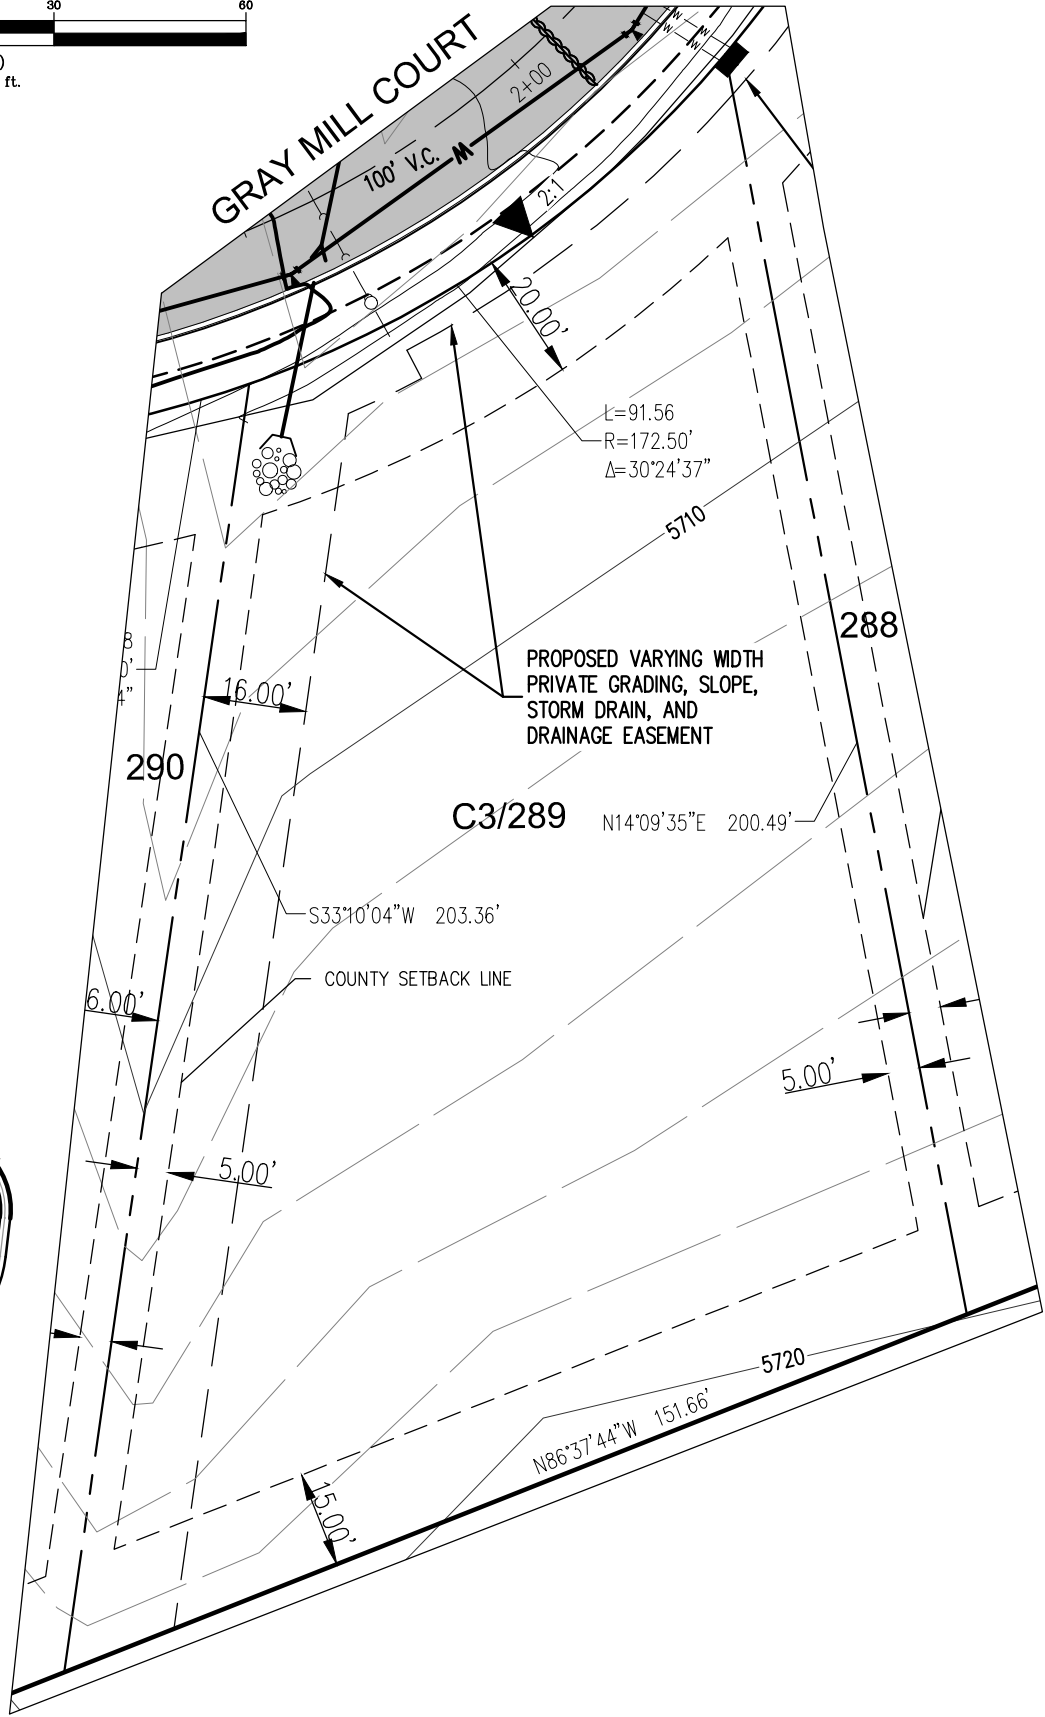 30 60
)
ft.
GRAY MILL COURT
2+00
100' V.C.
W
W
W
W
W
2:1
20.00'
L=91.56
R=172.50'
Δ=30°24'37"
5710
288
8
0'
4"
16.00'
PROPOSED VARYING WIDTH
PRIVATE GRADING, SLOPE,
STORM DRAIN, AND
DRAINAGE EASEMENT
290
C3/289
N14°09'35"E 200.49'
S33°10'04"W 203.36'
COUNTY SETBACK LINE
6.00'
5.00'
5.00'
5720
N86°37'44"W 151.66'
15.00'